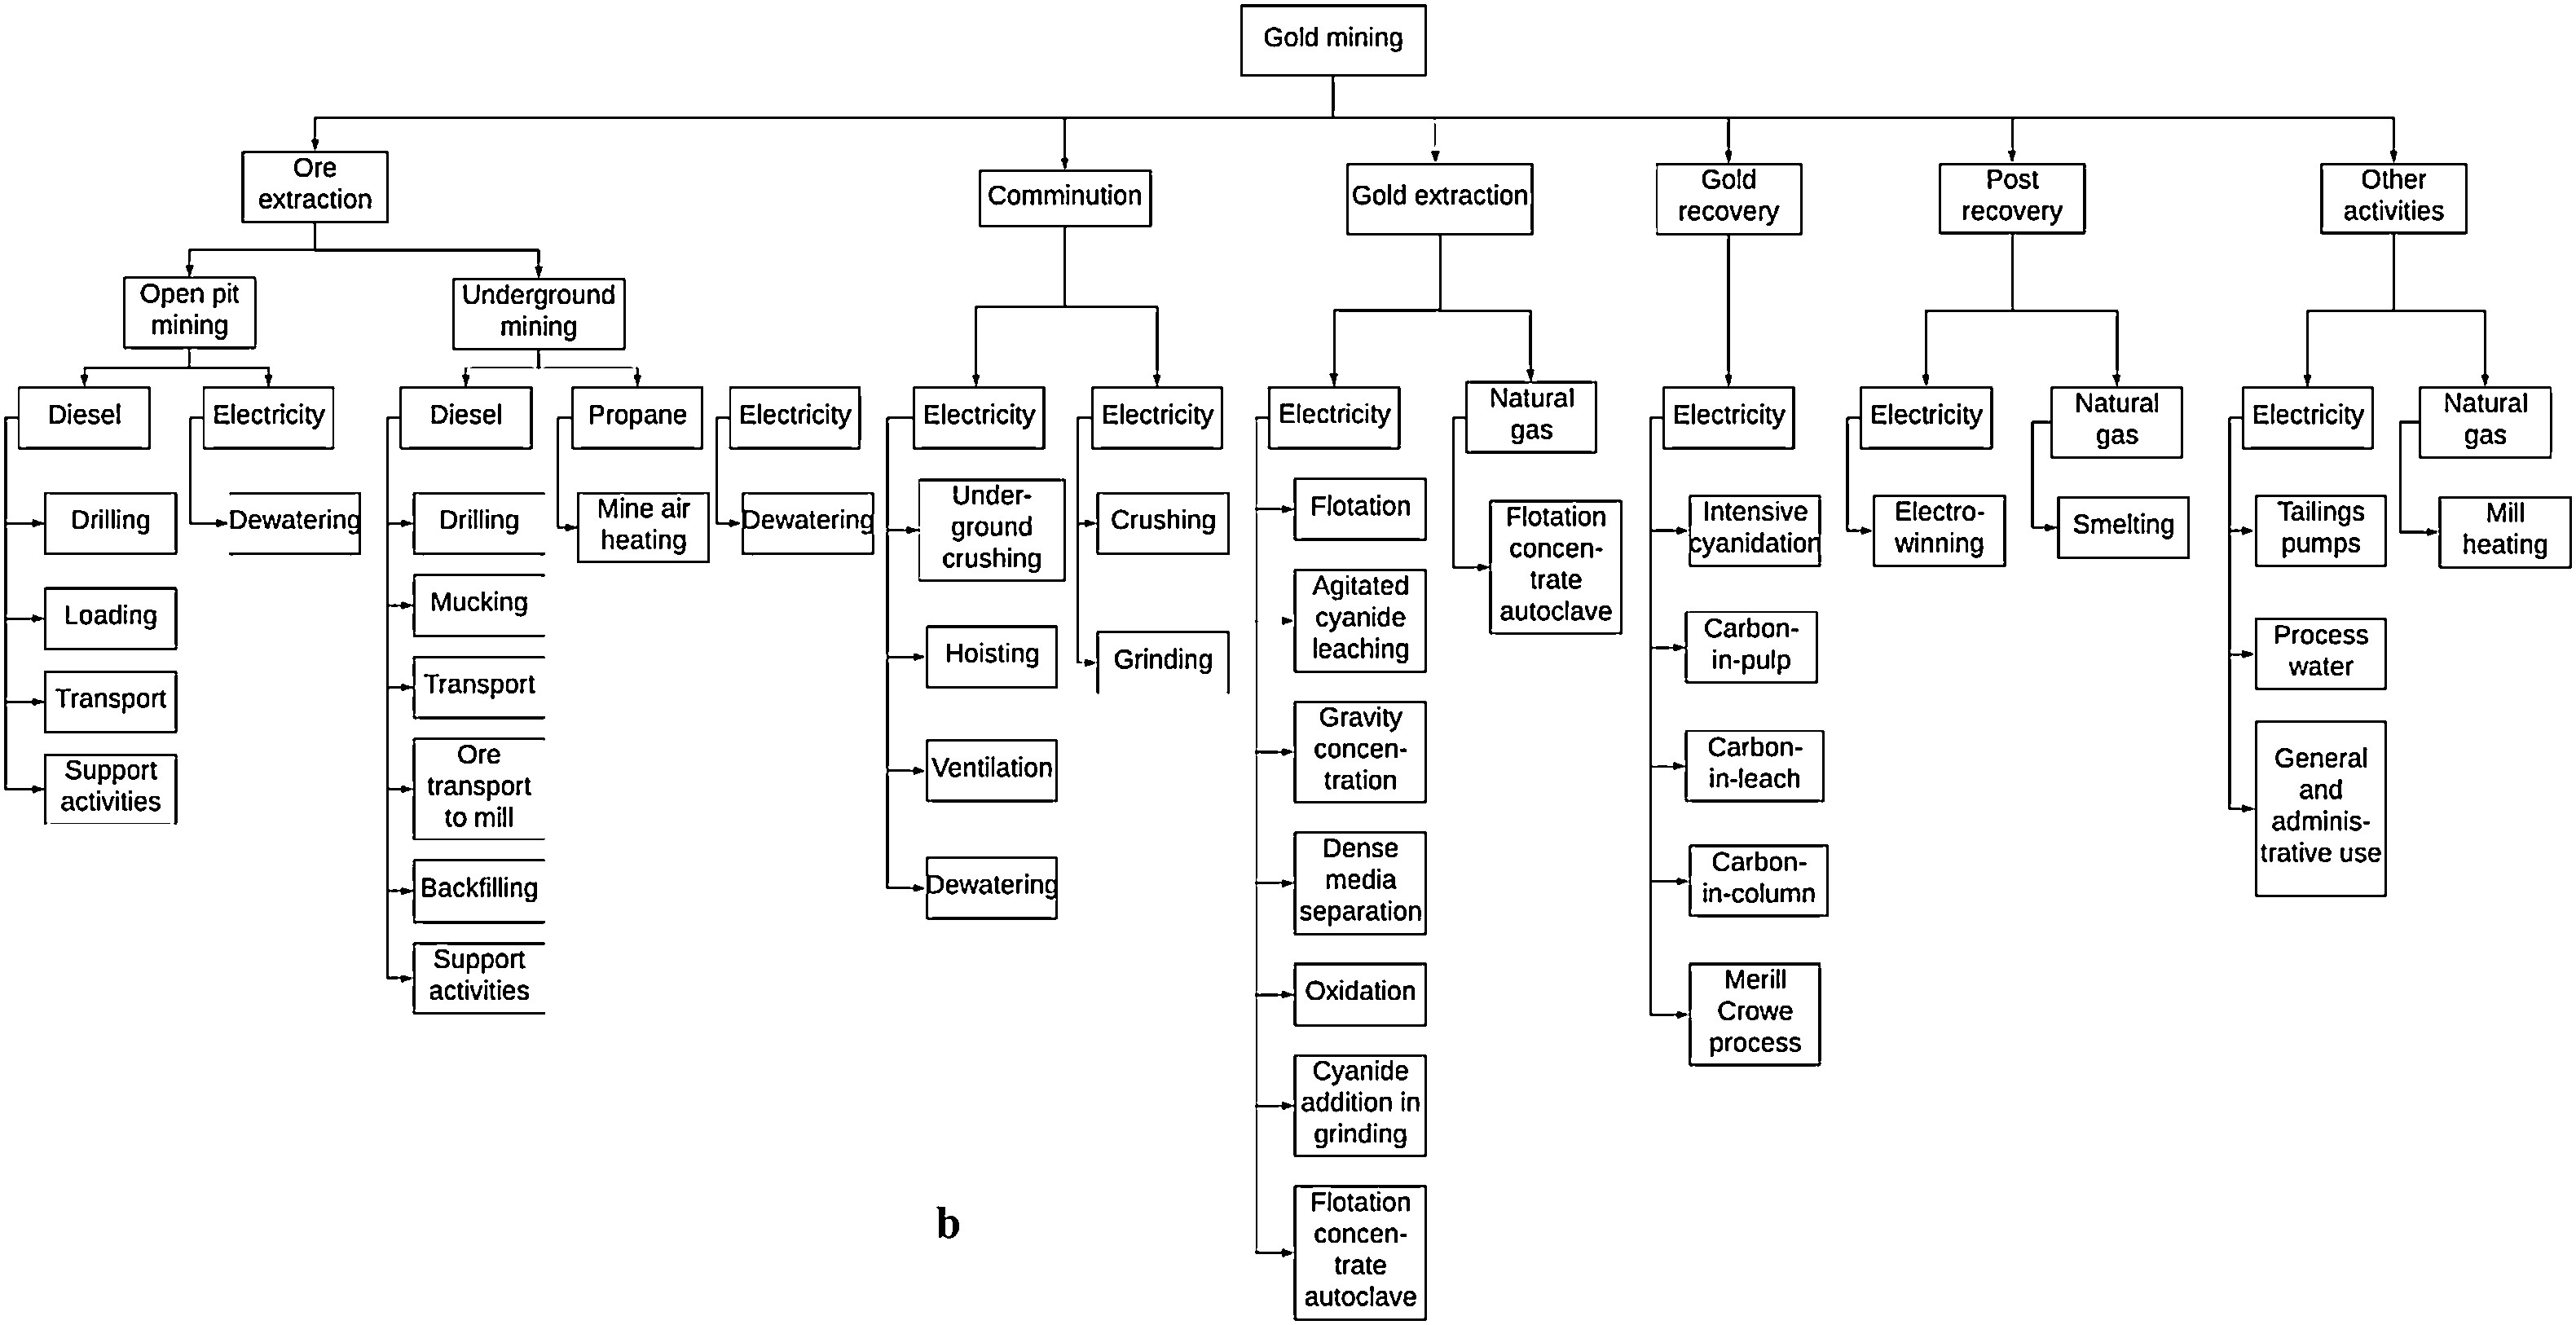 Gold mining
Ore
extraction
Comminution
Gold extraction
Gold
recovery
Post
recovery
Other
activities
Open pit
mining
Underground
mining
Diesel
Electricity
Diesel
Propane
Electricity
Electricity
Electricity
Electricity
Natural
gas
Electricity
Electricity
Natural
gas
Electricity
Natural
gas
Drilling
Loading
Transport
Support
activities
Dewatering
Drilling
Mucking
Transport
Ore
transport
to mill
Backfilling
Support
activities
Mine air
heating
Dewatering
Under-
ground
crushing
Hoisting
Ventilation
Dewatering
Crushing
Grinding
Flotation
Agitated
cyanide
leaching
Gravity
concen-
tration
Dense
media
separation
Oxidation
Cyanide
addition in
grinding
Flotation
concen-
trate
autoclave
Flotation
concen-
trate
autoclave
Intensive
cyanidation
Carbon-
in-pulp
Carbon-
in-leach
Carbon-
in-column
Merill
Crowe
process
Electro-
winning
Smelting
Tailings
pumps
Process
water
General
and
adminis-
trative use
Mill
heating
b